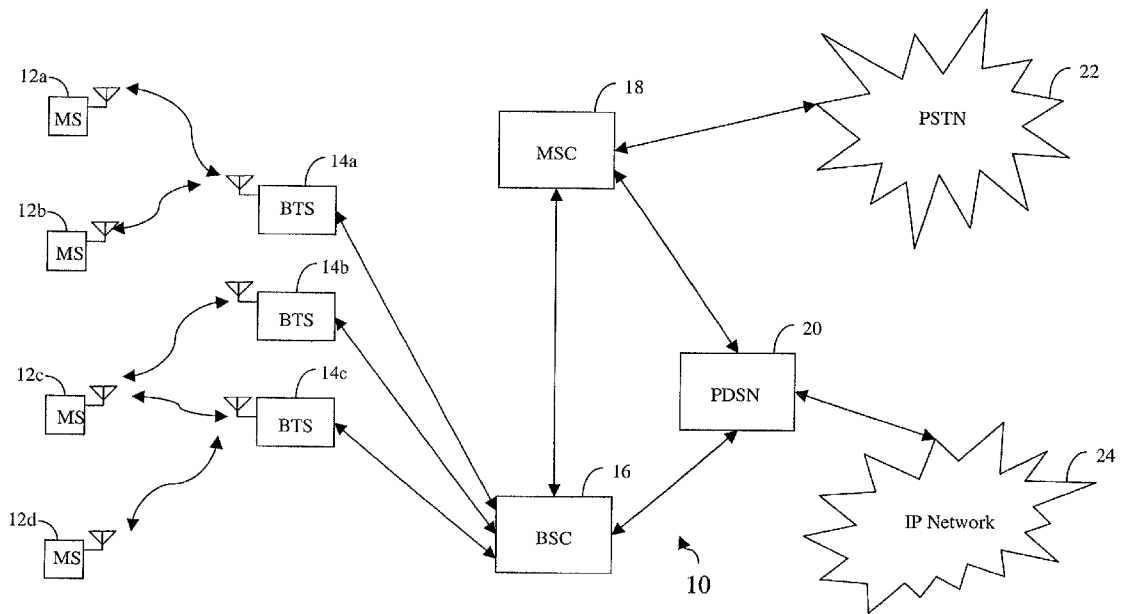 12a
MS
12b
MS
12c
MS
12d
MS
14a
BTS
14b
BTS
14c
BTS
18
MSC
16
BSC
20
PDSN
22
PSTN
24
IP Network
10